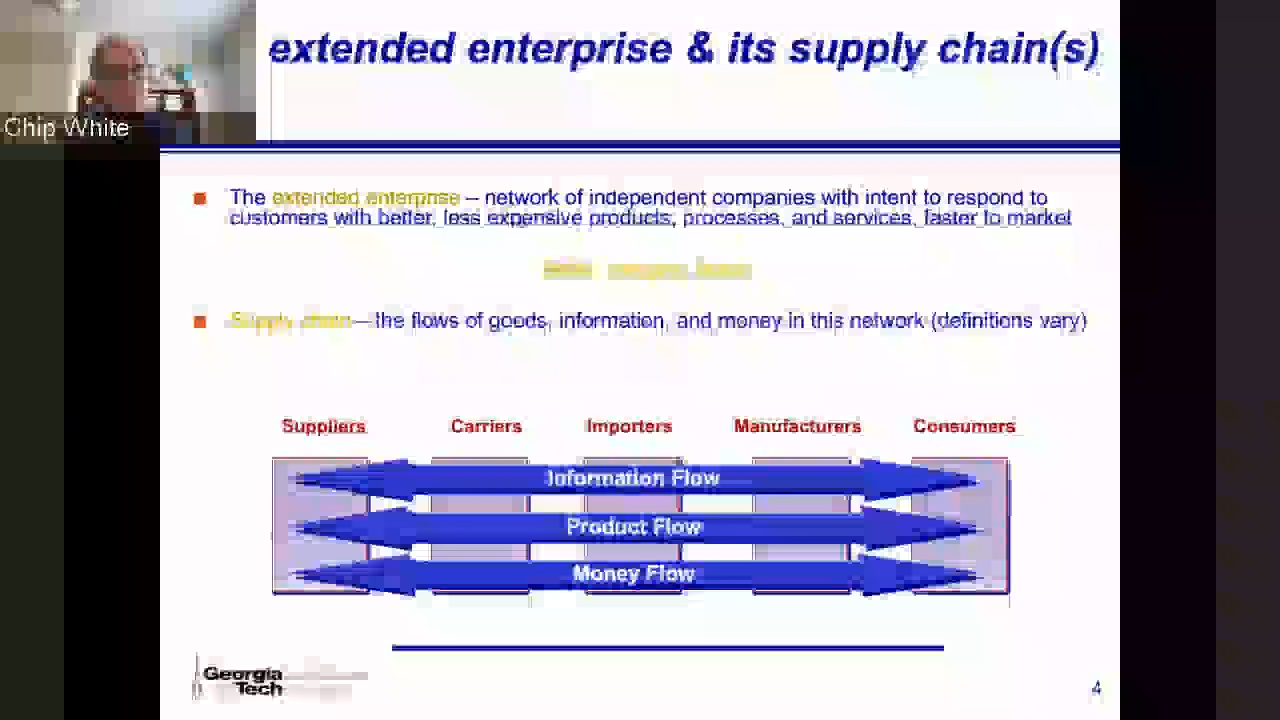 extended enterprise & its supply chain(s)
Chip White
The extended enterprise – network of independent companies with intent to respond to
customers with better, less expensive products, processes, and services, faster to market
Supply chain – the flows of goods, information, and money in this network (definitions vary)
Suppliers Carriers Importers Manufacturers Consumers
Information Flow
Product Flow
Money Flow
Georgia
Tech
4